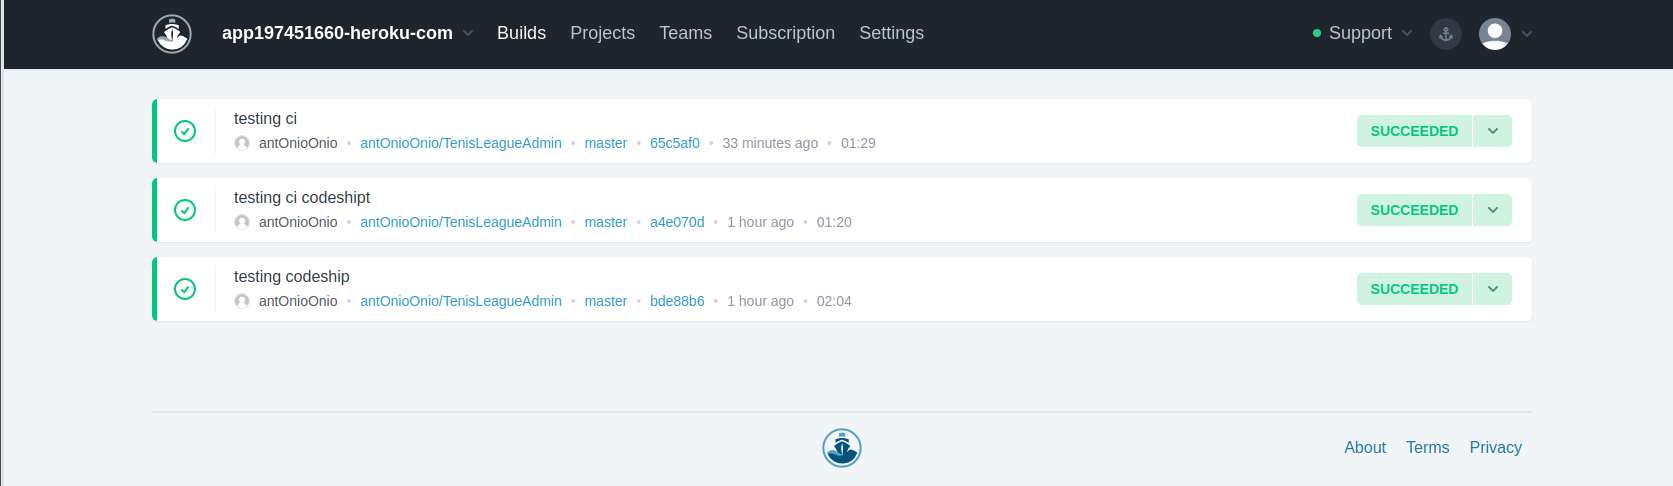 app197451660-heroku-com Builds Projects Teams Subscription Settings Support
testing ci
antOnioOnio • antOnioOnio/TenisLeagueAdmin • master • 65c5af0 • 33 minutes ago • 01:29
SUCCEEDED
testing ci codeshipt
antOnioOnio • antOnioOnio/TenisLeagueAdmin • master • a4e070d • 1 hour ago • 01:20
SUCCEEDED
testing codeship
antOnioOnio • antOnioOnio/TenisLeagueAdmin • master • bde88b6 • 1 hour ago • 02:04
SUCCEEDED
About Terms Privacy